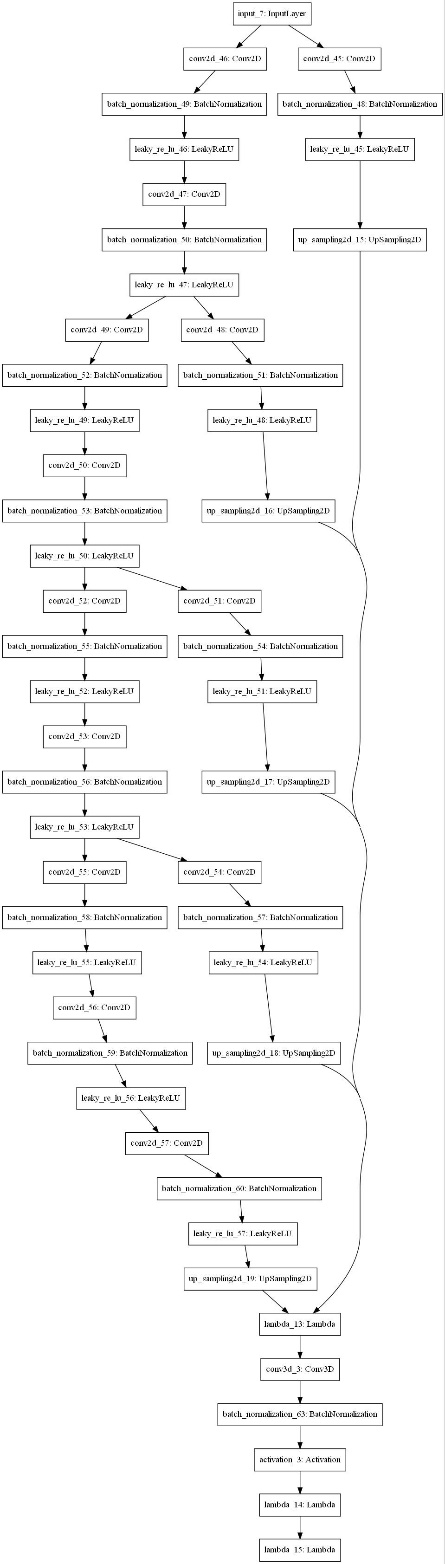 input_7: InputLayer
conv2d_46: Conv2D
conv2d_45: Conv2D
batch_normalization_49: BatchNormalization
batch_normalization_48: BatchNormalization
leaky_re_lu_46: LeakyReLU
leaky_re_lu_45: LeakyReLU
conv2d_47: Conv2D
batch_normalization_50: BatchNormalization
up_sampling2d_15: UpSampling2D
leaky_re_lu_47: LeakyReLU
conv2d_49: Conv2D
conv2d_48: Conv2D
batch_normalization_52: BatchNormalization
batch_normalization_51: BatchNormalization
leaky_re_lu_49: LeakyReLU
leaky_re_lu_48: LeakyReLU
conv2d_50: Conv2D
batch_normalization_53: BatchNormalization
up_sampling2d_16: UpSampling2D
leaky_re_lu_50: LeakyReLU
conv2d_52: Conv2D
conv2d_51: Conv2D
batch_normalization_55: BatchNormalization
batch_normalization_54: BatchNormalization
leaky_re_lu_52: LeakyReLU
leaky_re_lu_51: LeakyReLU
conv2d_53: Conv2D
batch_normalization_56: BatchNormalization
up_sampling2d_17: UpSampling2D
leaky_re_lu_53: LeakyReLU
conv2d_55: Conv2D
conv2d_54: Conv2D
batch_normalization_58: BatchNormalization
batch_normalization_57: BatchNormalization
leaky_re_lu_55: LeakyReLU
leaky_re_lu_54: LeakyReLU
conv2d_56: Conv2D
batch_normalization_59: BatchNormalization
up_sampling2d_18: UpSampling2D
leaky_re_lu_56: LeakyReLU
conv2d_57: Conv2D
batch_normalization_60: BatchNormalization
leaky_re_lu_57: LeakyReLU
up_sampling2d_19: UpSampling2D
lambda_13: Lambda
conv3d_3: Conv3D
batch_normalization_63: BatchNormalization
activation_3: Activation
lambda_14: Lambda
lambda_15: Lambda